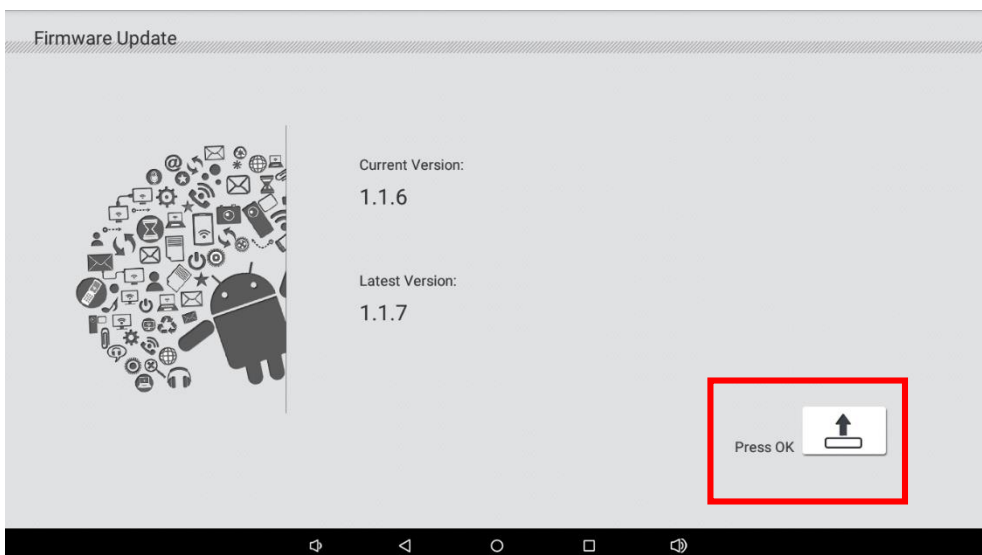 Firmware Update
Current Version:
1.1.6
Latest Version:
1.1.7
Press OK